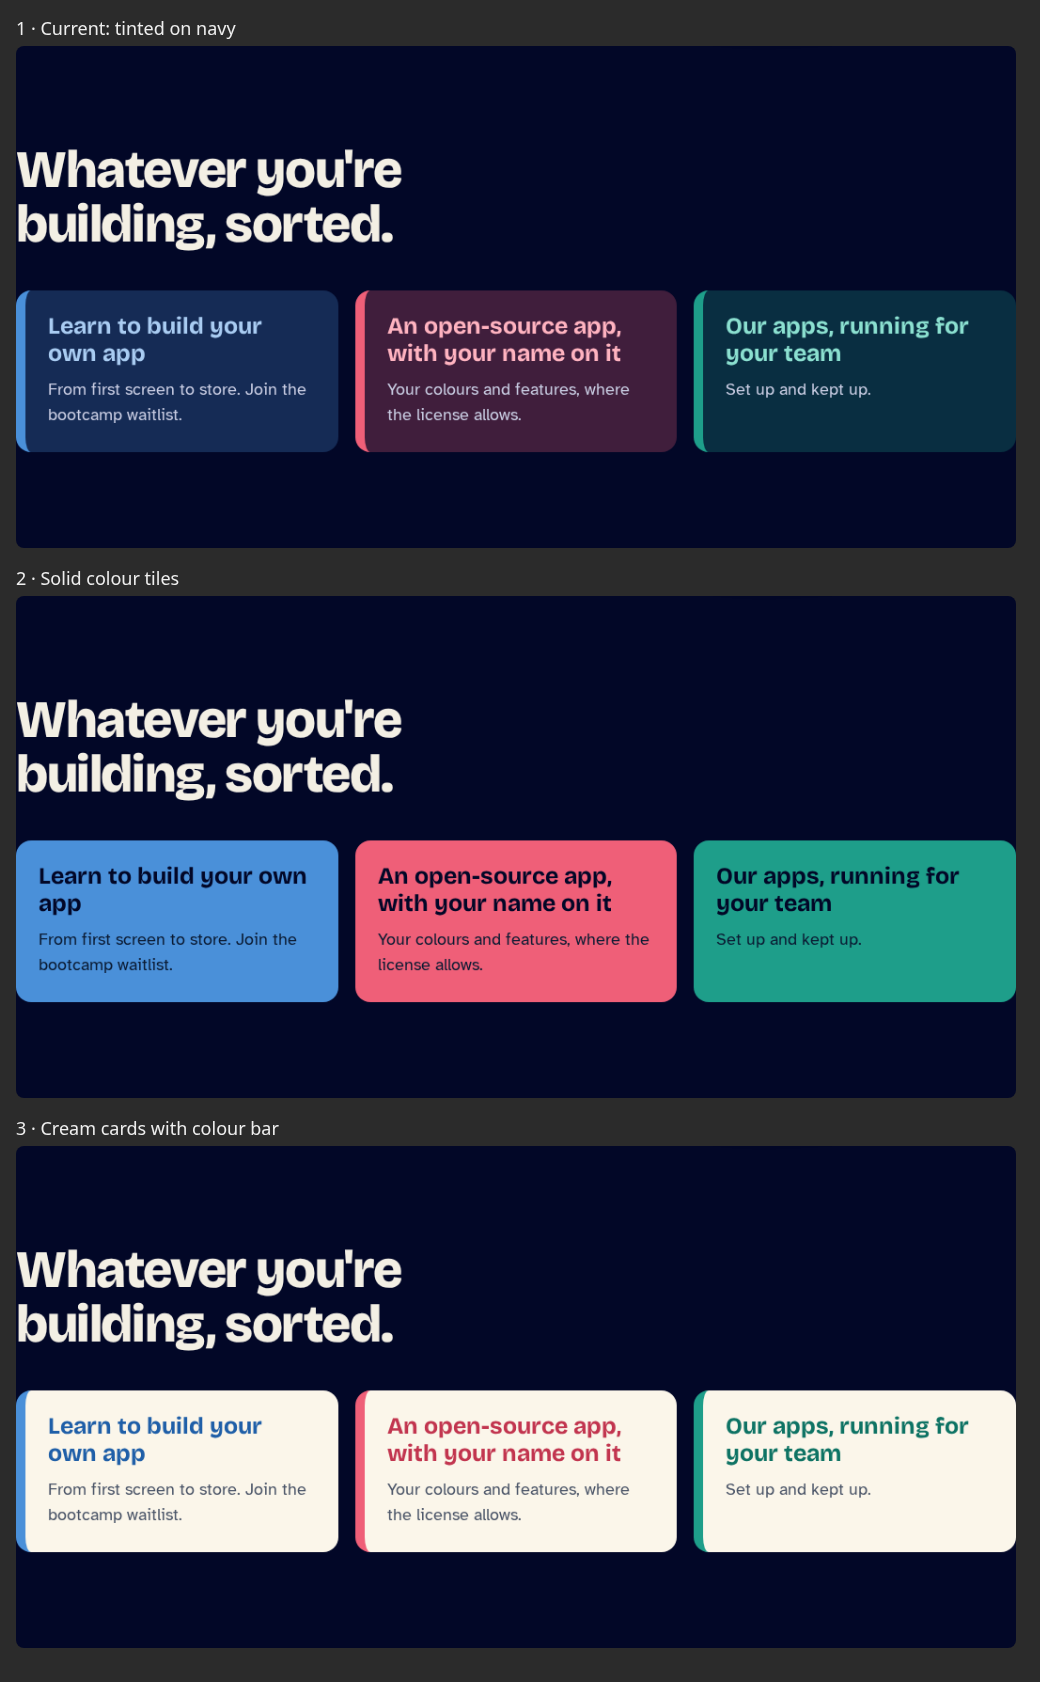 1 · Current: tinted on navy
Whatever you're
building, sorted.
Learn to build your
own app
From first screen to store. Join the
bootcamp waitlist.
An open-source app,
with your name on it
Your colours and features, where
the license allows.
Our apps, running for
your team
Set up and kept up.
2 · Solid colour tiles
Whatever you're
building, sorted.
Learn to build your own
app
From first screen to store. Join the
bootcamp waitlist.
An open-source app,
with your name on it
Your colours and features, where the
license allows.
Our apps, running for
your team
Set up and kept up.
3 · Cream cards with colour bar
Whatever you're
building, sorted.
Learn to build your
own app
From first screen to store. Join the
bootcamp waitlist.
An open-source app,
with your name on it
Your colours and features, where
the license allows.
Our apps, running for
your team
Set up and kept up.